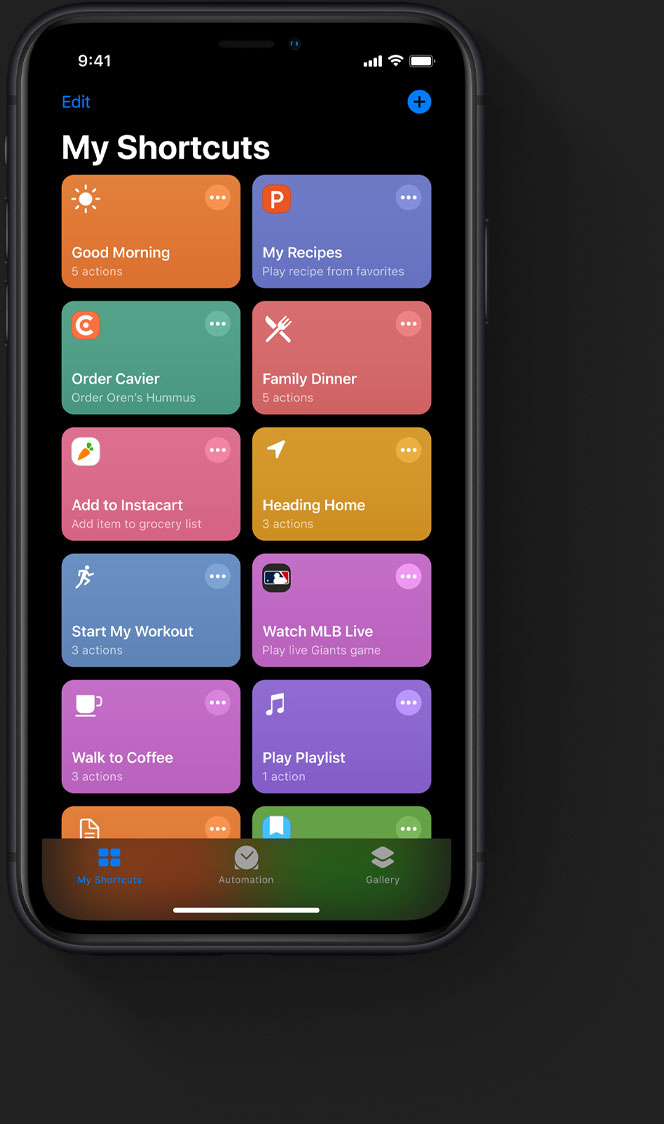 9:41
Edit
My Shortcuts
Good Morning
5 actions
P
My Recipes
Play recipe from favorites
Order Cavier
Order Oren's Hummus
Family Dinner
5 actions
Add to Instacart
Add item to grocery list
Heading Home
3 actions
Start My Workout
3 actions
Watch MLB Live
Play live Giants game
Walk to Coffee
3 actions
Play Playlist
1 action
My Shortcuts
Automation
Gallery